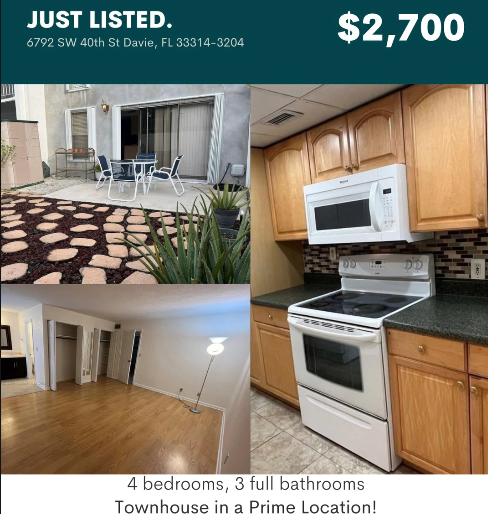 JUST LISTED.
$2,700
6792 SW 40th St Davie, FL 33314-3204
4 bedrooms, 3 full bathrooms
Townhouse in a Prime Location!